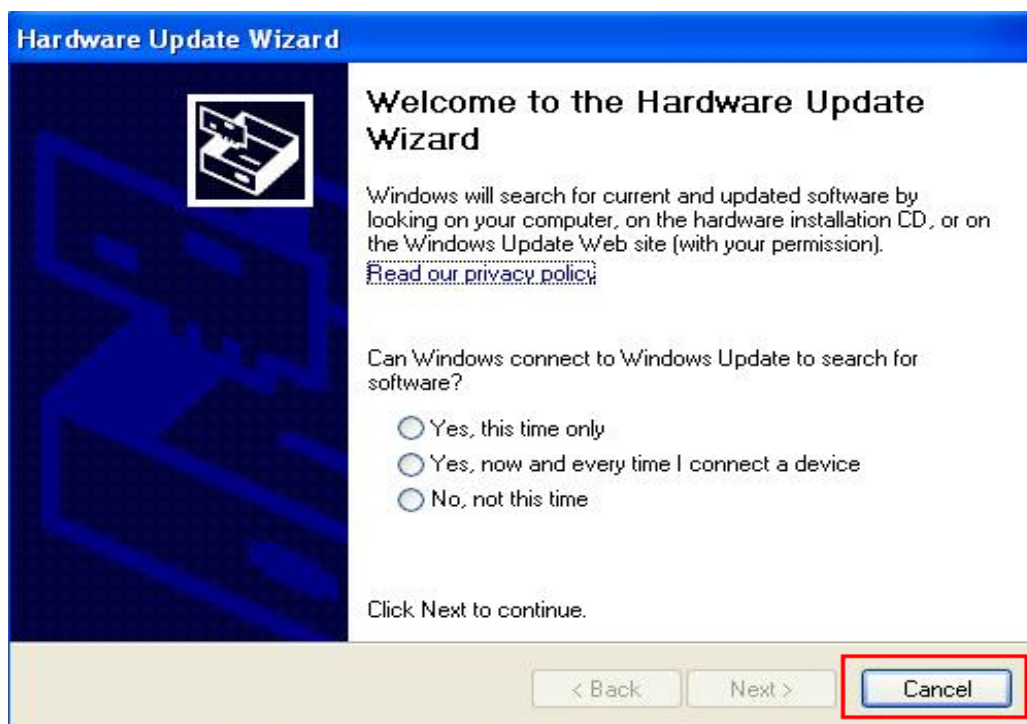 Hardware Update Wizard
Welcome to the Hardware Update
Wizard
Windows will search for current and updated software by
looking on your computer, on the hardware installation CD, or on
the Windows Update Web site (with your permission).
Read our privacy policy
Can Windows connect to Windows Update to search for
software?
Yes, this time only
Yes, now and every time I connect a device
No, not this time
Click Next to continue.
< Back Next > Cancel